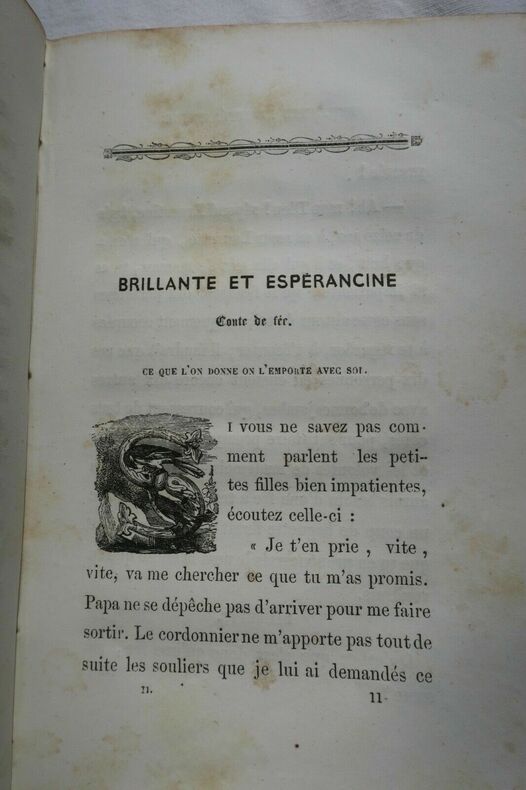 BRILLANTE ET ESPÉRANCINE
Conte de fée.
CE QUE L'ON DONNE ON L'EMPORTE AVEC SOI.
SI vous ne savez pas com-
ment parlent les peti-
tes filles bien impatientes,
écoutez celle-ci :
« Je t'en prie , vite ,
vite, va me chercher ce que tu m'as promis.
Papa ne se dépêche pas d'arriver pour me faire
sortir. Le cordonnier ne m'apporte pas tout de
suite les souliers que je lui ai demandés ce
21. 11